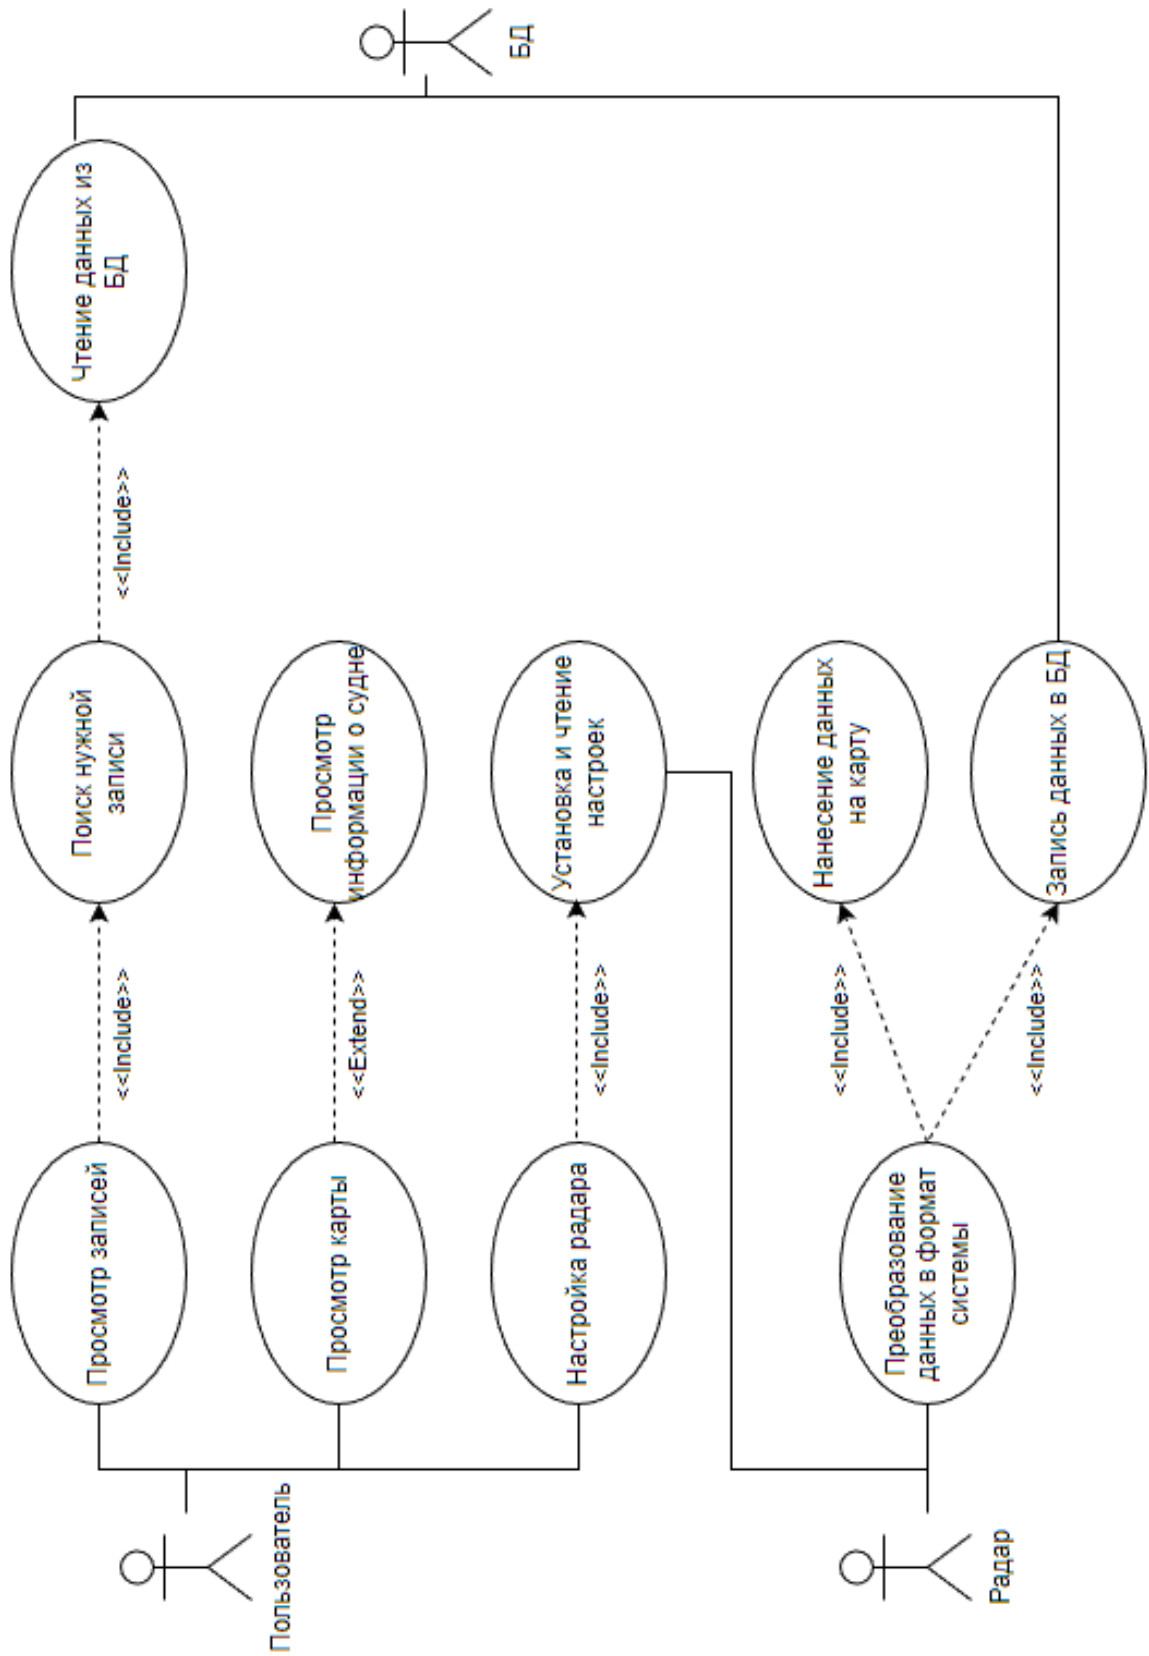 Пользователь
Просмотр записей
<<Include>>
Поиск нужной
записи
<<Include>>
Чтение данных из
БД
БД
Просмотр карты
<<Extend>>
Просмотр
информации о судне
Настройка радара
<<Include>>
Установка и чтение
настроек
Радар
Преобразование
данных в формат
системы
<<Include>>
Нанесение данных
на карту
<<Include>>
Запись данных в БД